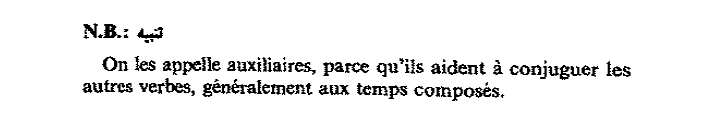 N.B.: تنبيه
On les appelle auxiliaires, parce qu'ils aident à conjuguer les
autres verbes, généralement aux temps composés.